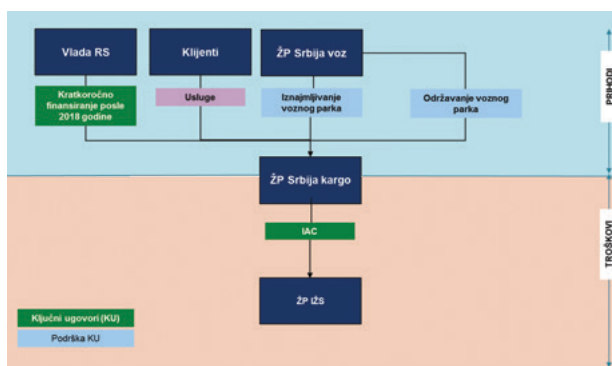 Vlada RS
Klijenti
ŽP Srbija voz
Kratkoročno
finansiranje posle
2018 godine
Usluge
Iznajmljivanje
voznog parka
Održavanje voznog
parka
PRIHODI
ŽP Srbija kargo
IAC
TROŠKOVI
ŽP IŽS
Ključni ugovori (KU)
Podrška KU